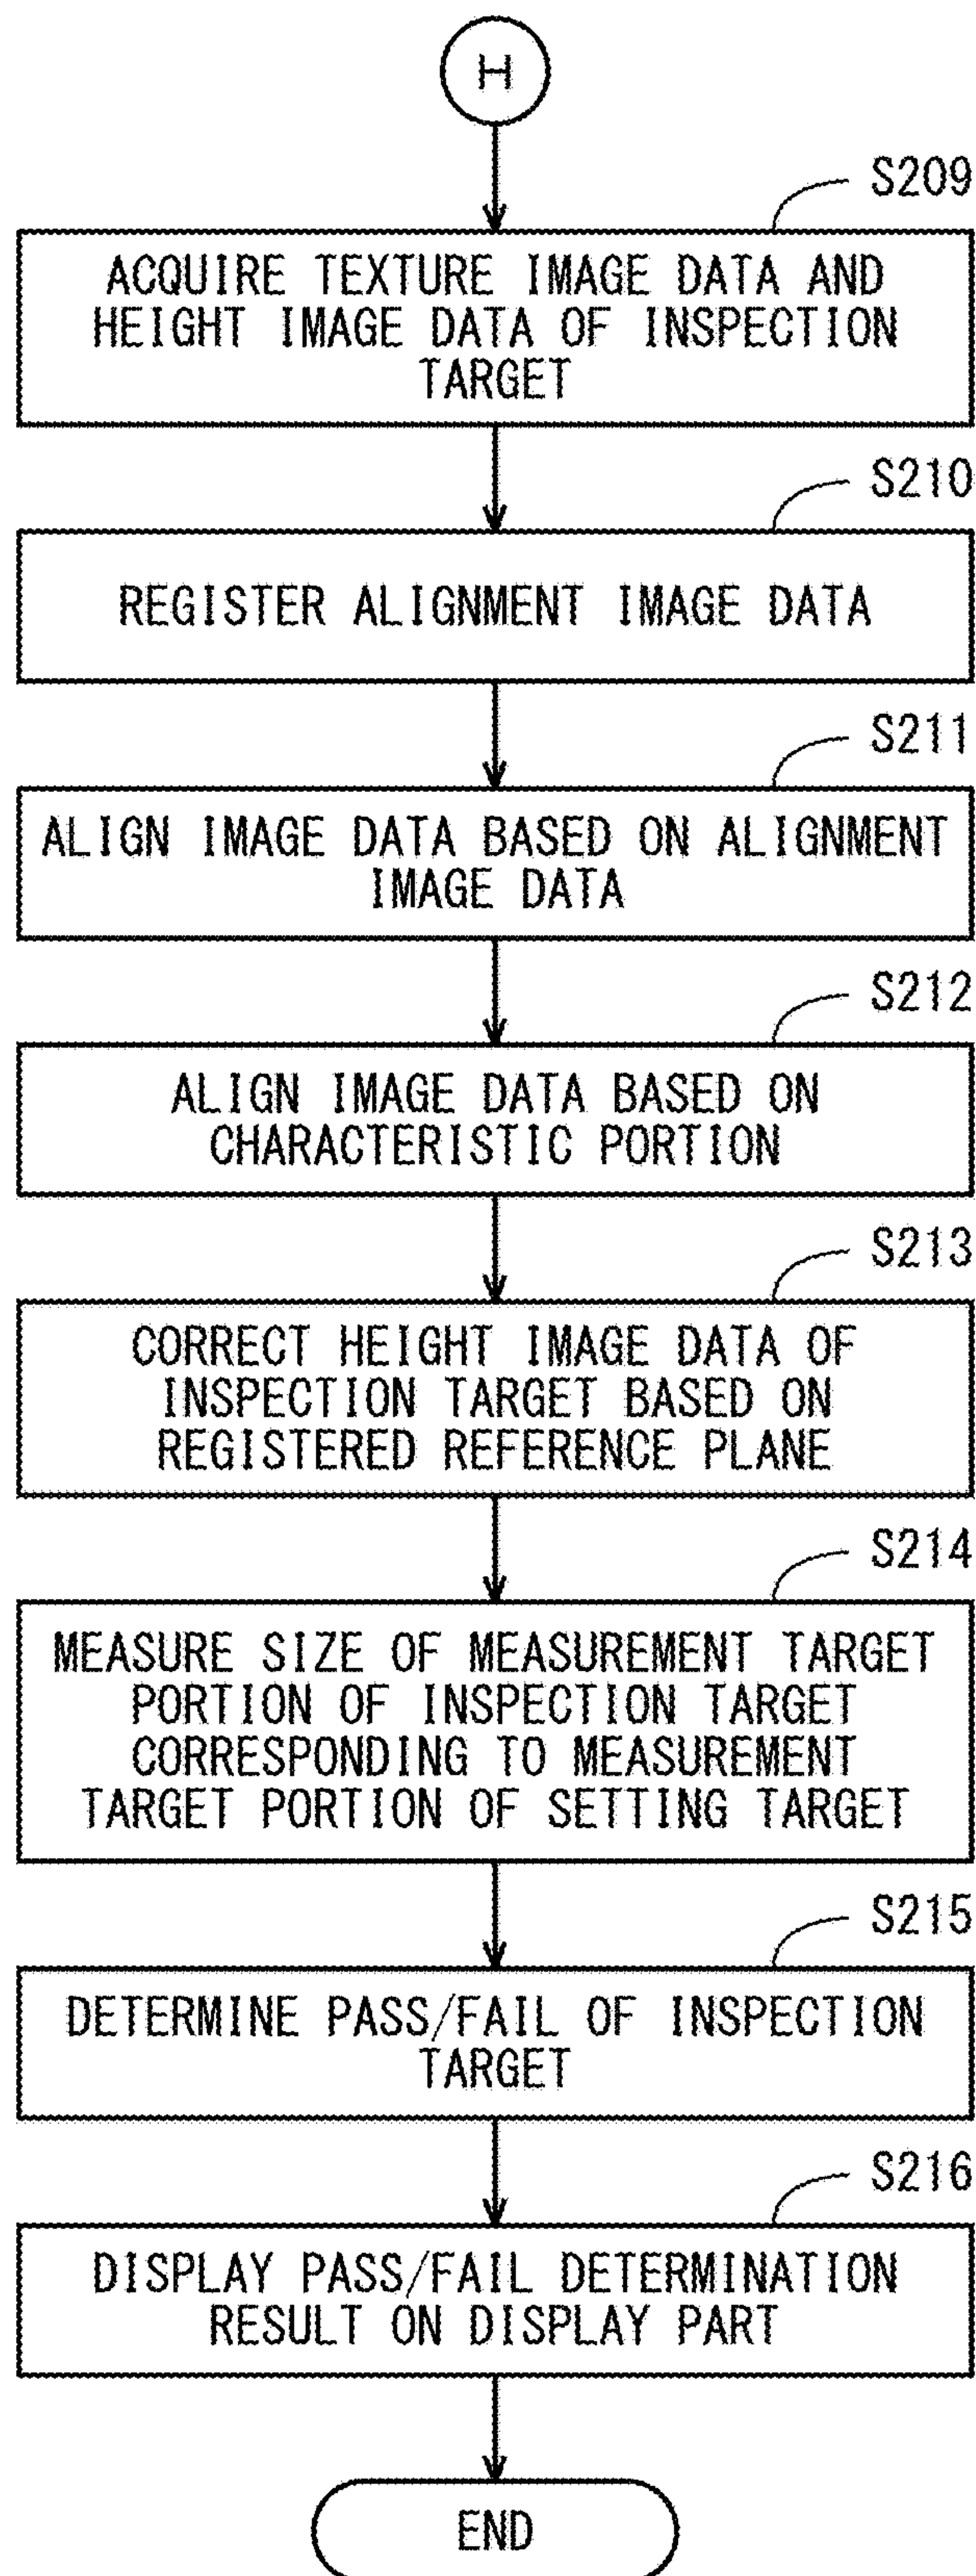 H
S209
ACQUIRE TEXTURE IMAGE DATA AND
HEIGHT IMAGE DATA OF INSPECTION
TARGET
S210
REGISTER ALIGNMENT IMAGE DATA
S211
ALIGN IMAGE DATA BASED ON ALIGNMENT
IMAGE DATA
S212
ALIGN IMAGE DATA BASED ON
CHARACTERISTIC PORTION
S213
CORRECT HEIGHT IMAGE DATA OF
INSPECTION TARGET BASED ON
REGISTERED REFERENCE PLANE
S214
MEASURE SIZE OF MEASUREMENT TARGET
PORTION OF INSPECTION TARGET
CORRESPONDING TO MEASUREMENT
TARGET PORTION OF SETTING TARGET
S215
DETERMINE PASS/FAIL OF INSPECTION
TARGET
S216
DISPLAY PASS/FAIL DETERMINATION
RESULT ON DISPLAY PART
END